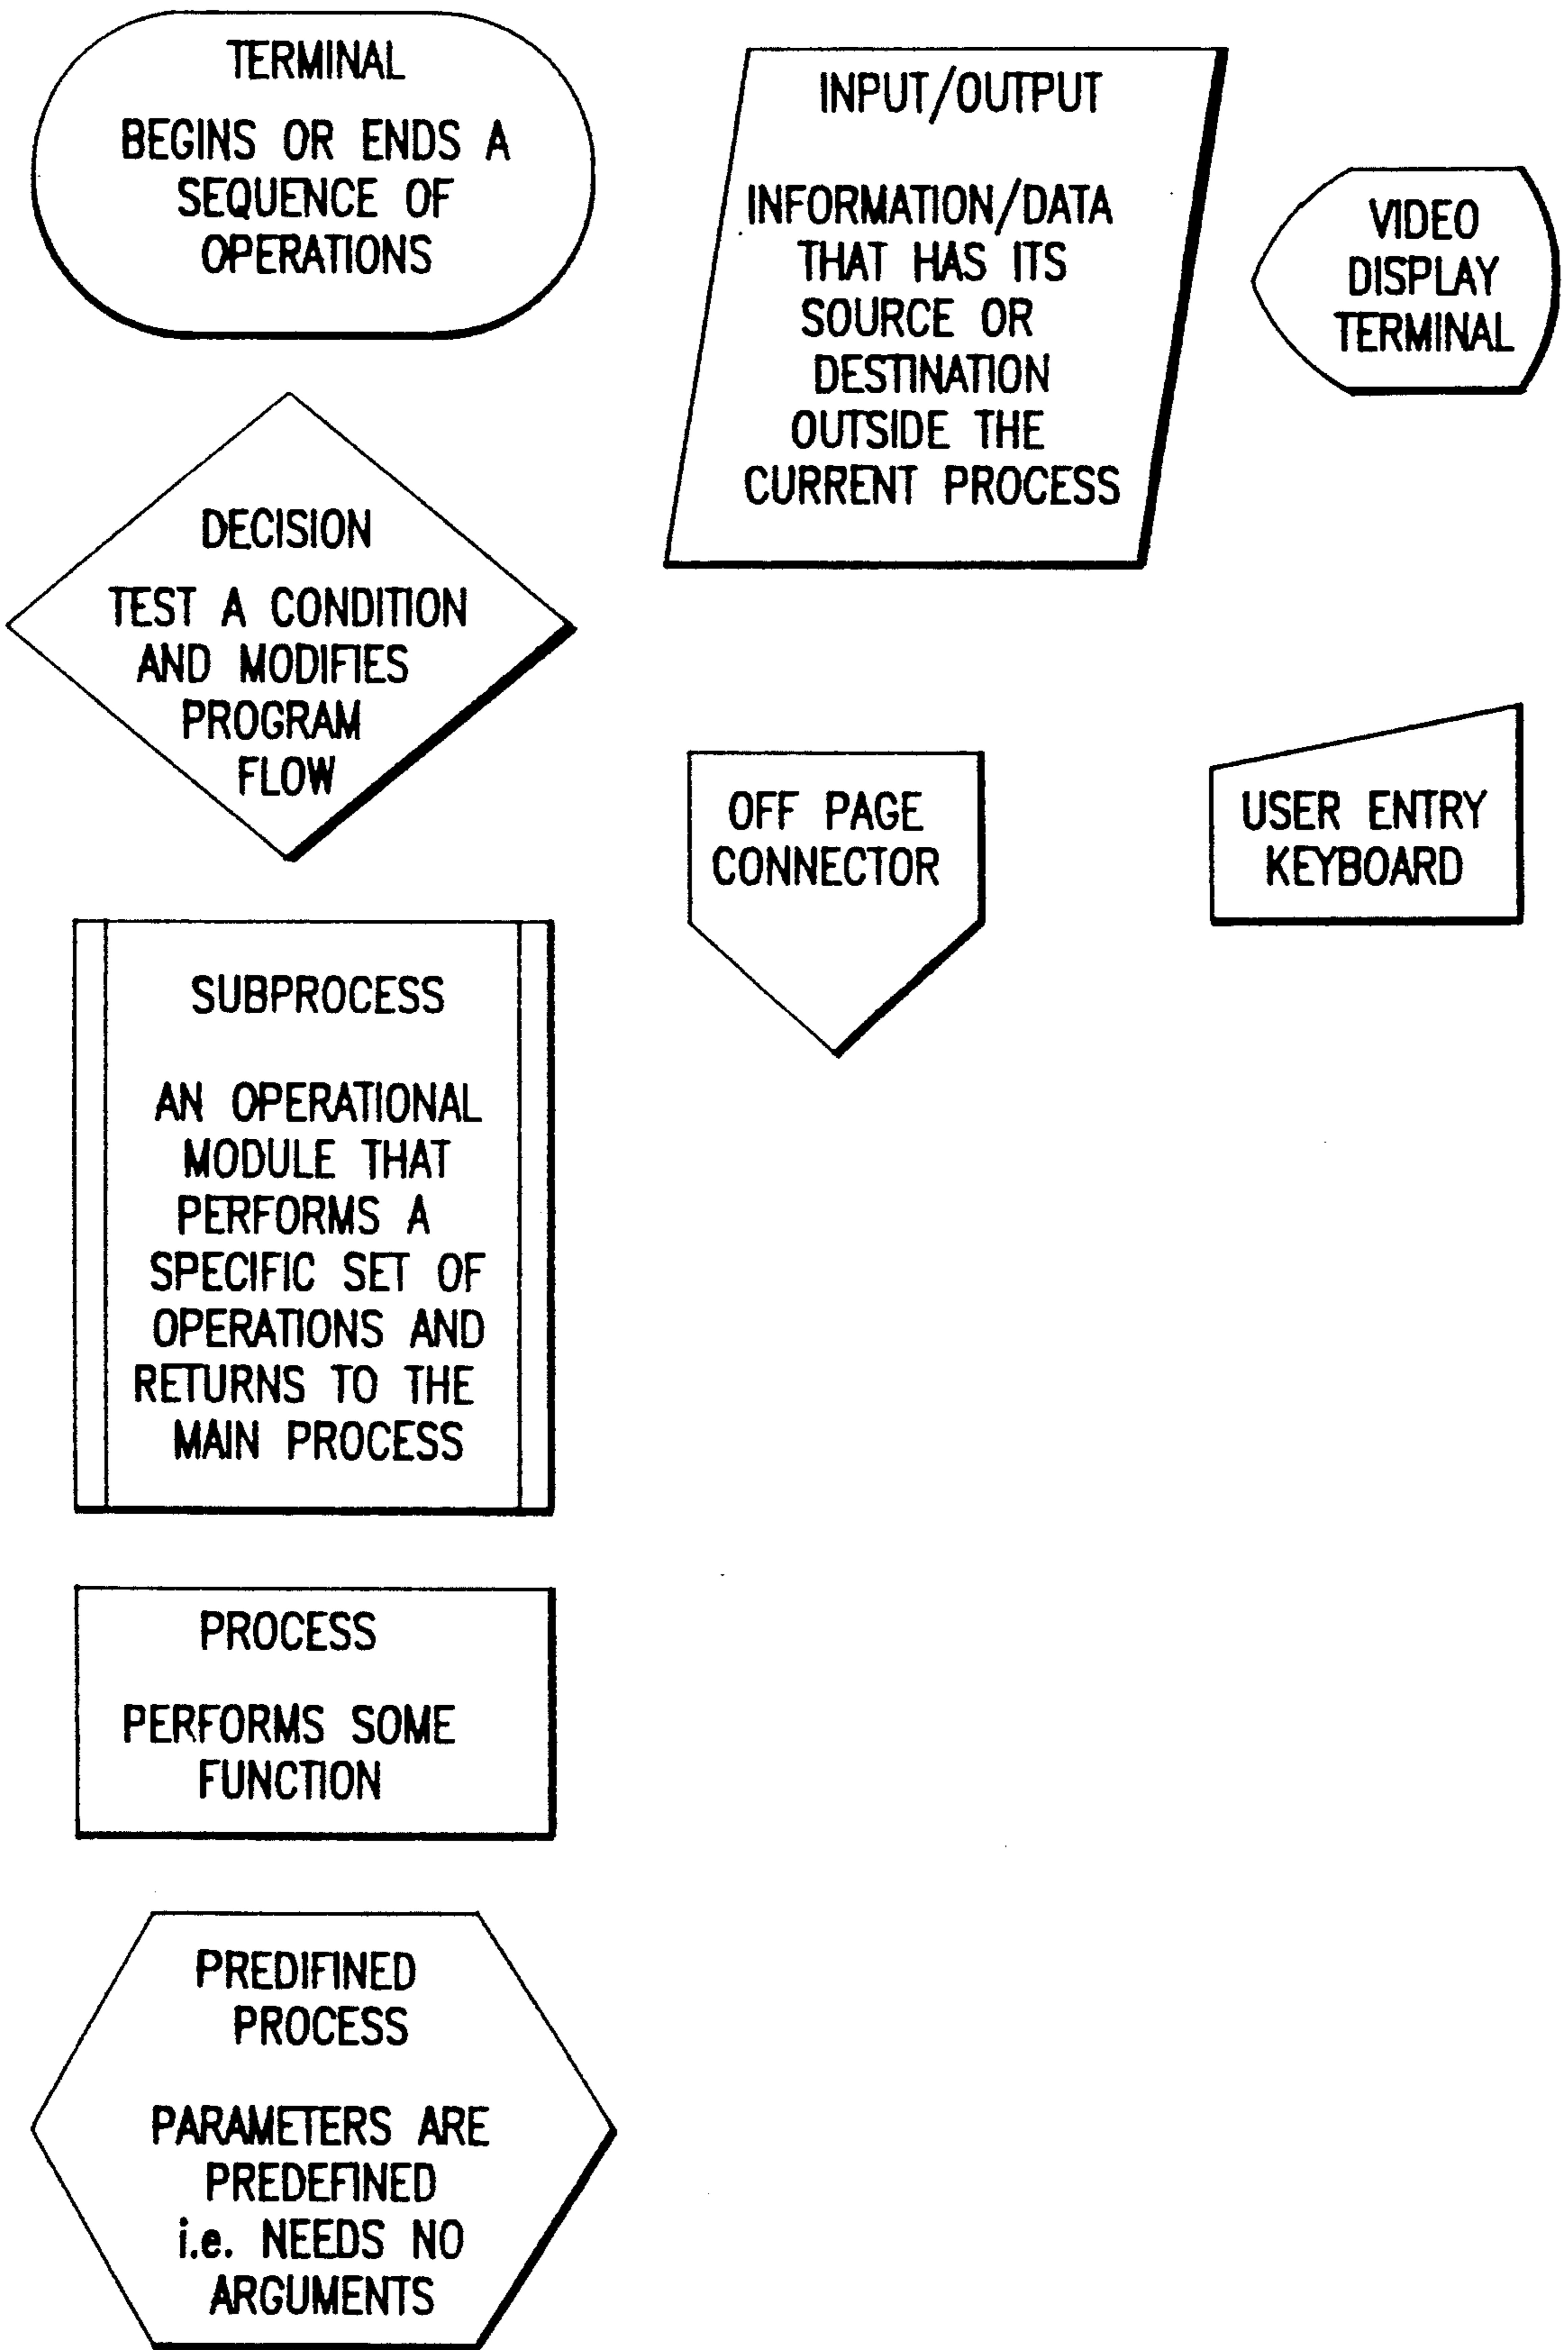 TERMINAL
BEGINS OR ENDS A
SEQUENCE OF
OPERATIONS
DECISION
TEST A CONDITION
AND MODIFIES
PROGRAM
FLOW
SUBPROCESS
AN OPERATIONAL
MODULE THAT
PERFORMS A
SPECIFIC SET OF
OPERATIONS AND
RETURNS TO THE
MAIN PROCESS
PROCESS
PERFORMS SOME
FUNCTION
PREDIFINED
PROCESS
PARAMETERS ARE
PREDEFINED
i.e. NEEDS NO
ARGUMENTS
INPUT/OUTPUT
INFORMATION/DATA
THAT HAS ITS
SOURCE OR
DESTINATION
OUTSIDE THE
CURRENT PROCESS
OFF PAGE
CONNECTOR
VIDEO
DISPLAY
TERMINAL
USER ENTRY
KEYBOARD